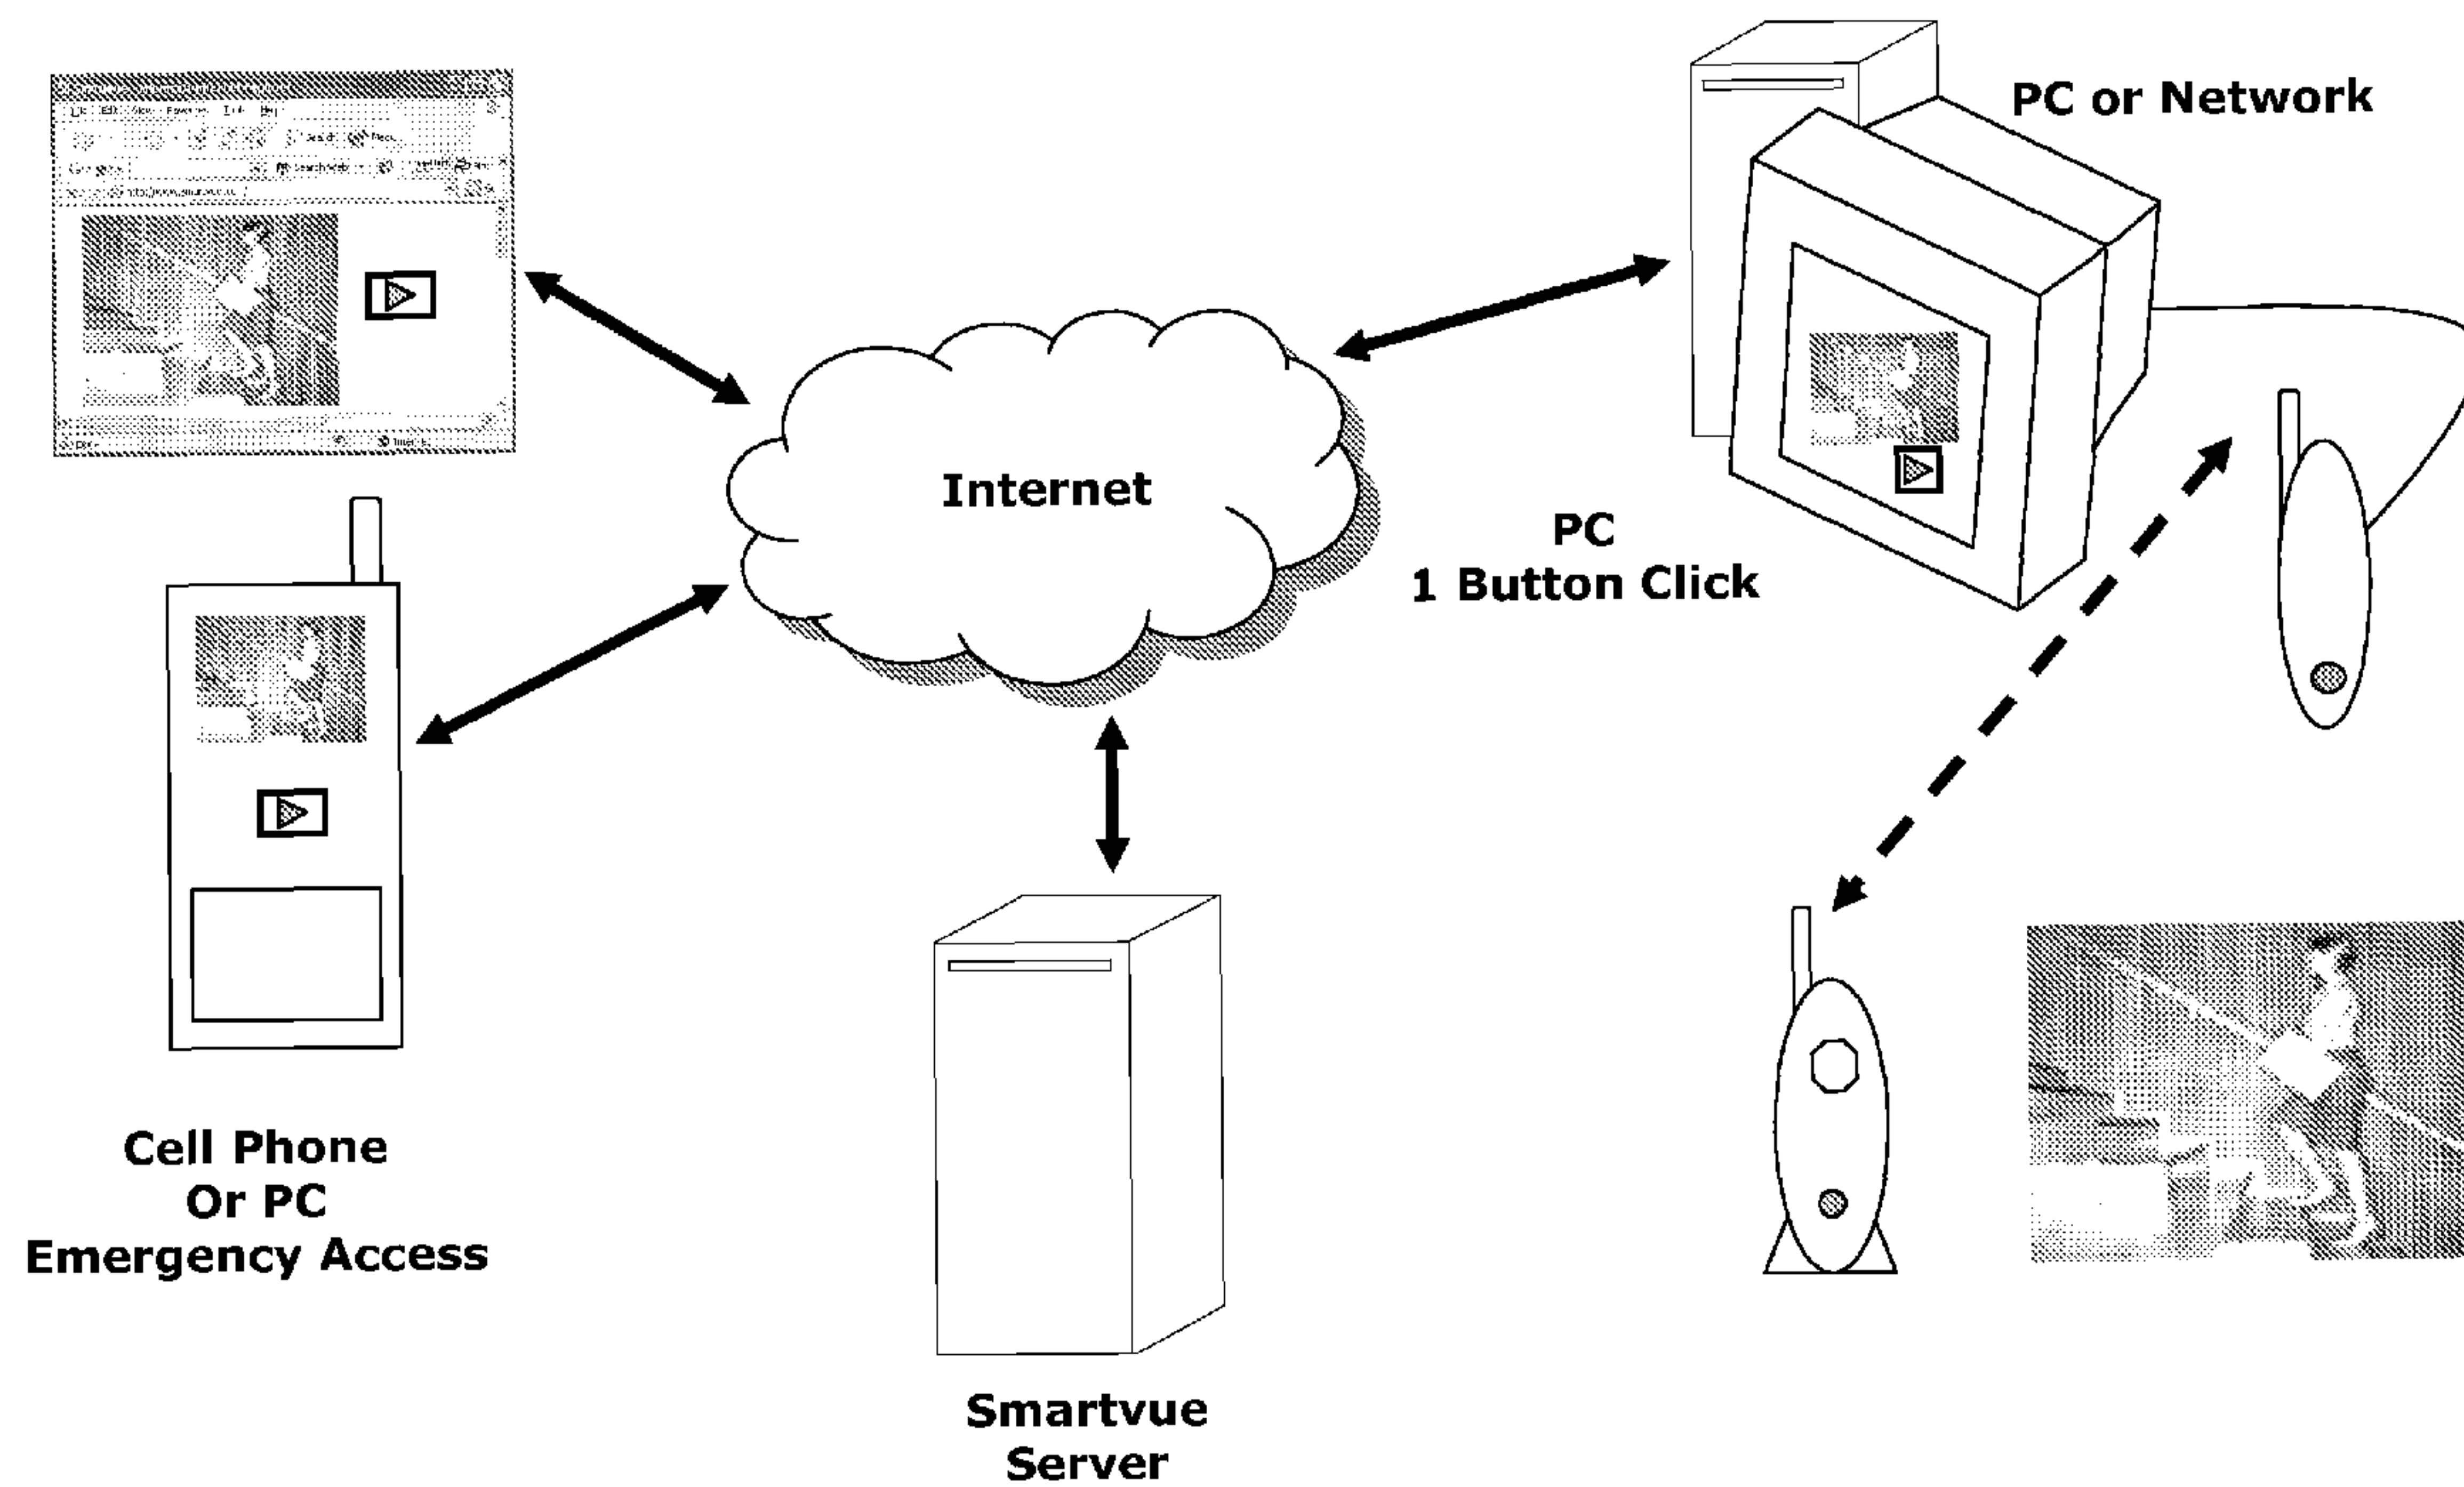 PC or Network
Internet
PC
1 Button Click
Cell Phone
Or PC
Emergency Access
Smartvue
Server